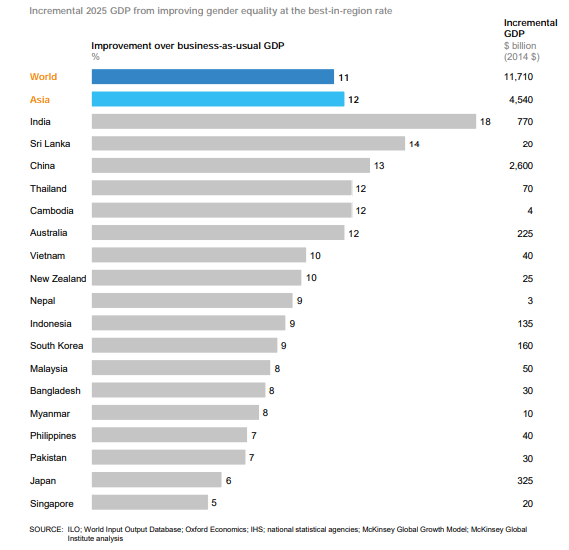 Incremental 2025 GDP from improving gender equality at the best-in-region rate
Incremental
GDP
Improvement over business-as-usual GDP $ billion
% (2014 $)
World 11 11,710
Asia 12 4,540
India 18 770
Sri Lanka 14 20
China 13 2,600
Thailand 12 70
Cambodia 12 4
Australia 12 225
Vietnam 10 40
New Zealand 10 25
Nepal 9 3
Indonesia 9 135
South Korea 9 160
Malaysia 8 50
Bangladesh 8 30
Myanmar 8 10
Philippines 7 40
Pakistan 7 30
Japan 6 325
Singapore 5 20
SOURCE: ILO; World Input Output Database; Oxford Economics; IHS; national statistical agencies; McKinsey Global Growth Model; McKinsey Global
Institute analysis